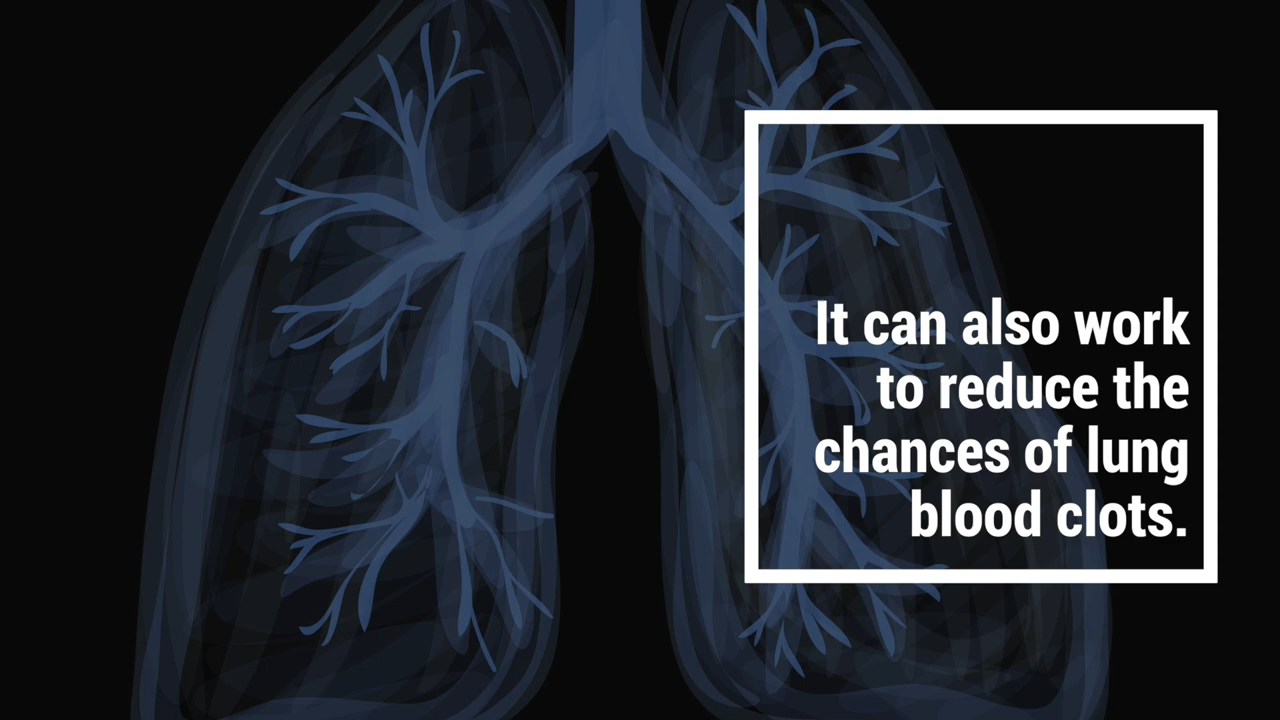 It can also work
to reduce the
chances of lung
blood clots.